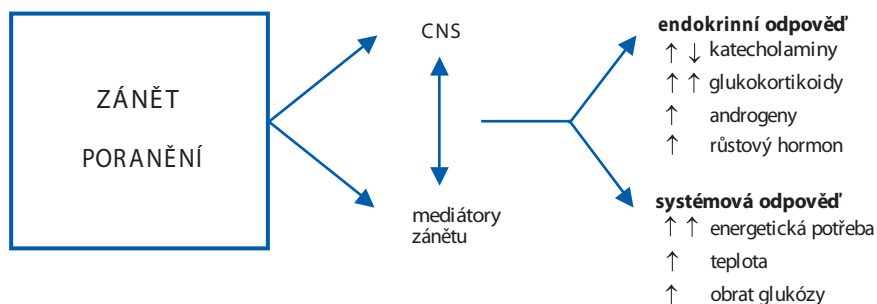 ZÁNĚT
PORANĚNÍ
CNS
mediátory
zánětu
endokrinní odpověď
↑ ↓ katecholaminy
↑ ↑ glukokortikoidy
↑ androgeny
↑ růstový hormon
systémová odpověď
↑ ↑ energetická potřeba
↑ teplota
↑ obrat glukózy